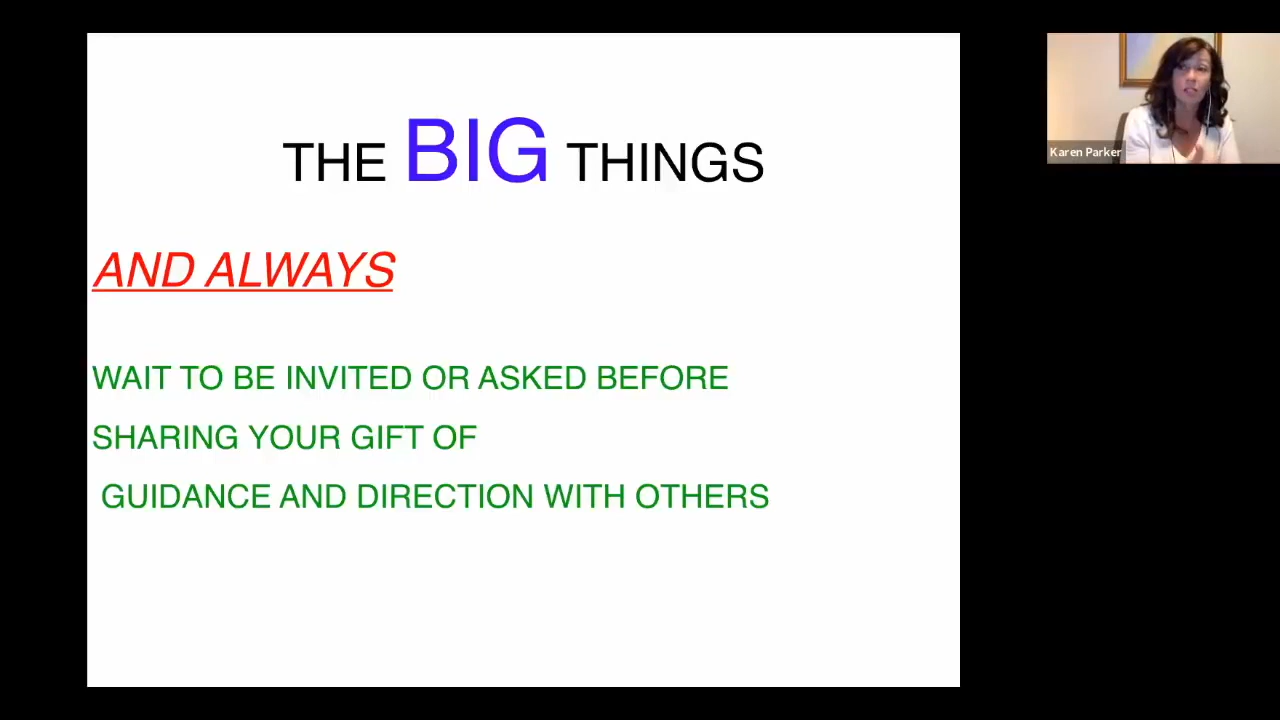 THE BIG THINGS
AND ALWAYS
WAIT TO BE INVITED OR ASKED BEFORE
SHARING YOUR GIFT OF
GUIDANCE AND DIRECTION WITH OTHERS
Karen Parker